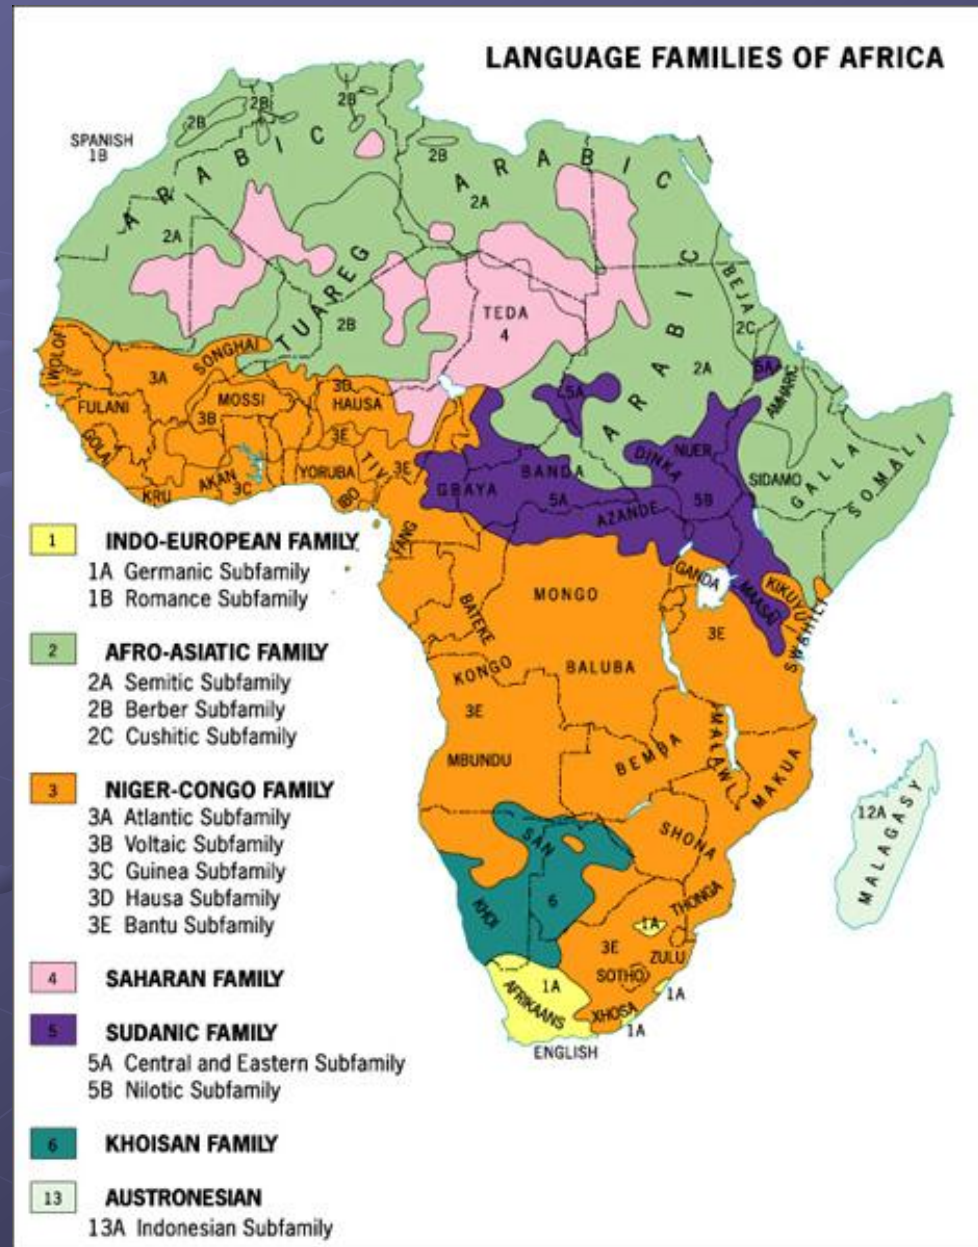 LANGUAGE FAMILIES OF AFRICA
2B
2B
2B
2B
SPANISH
1B
ARABIC
ARABIC
2A
2A
TUAREG
2B
TEDA
4
ARABIC
2A
BEJA
2C
5A
AMHARIC
WOLOF
SONGHAI
3A
FULANI
MOSSI
3B
3D
HAUSA
3E
GOLA
KRU
AKAN
3C
YORUBA
IBO
TIV
3E
5A
GBAYA
BANDA
5A
AZANDE
DINKA
NUER
5B
SIDAMO
GALLA
SOMALI
FANG
BATEKE
MONGO
GANDA
MAASAI
KIKUYU
SWAHILI
3E
KONGO
BALUBA
3E
MBUNDU
BEMBA
MALAWI
MAKUA
SAN
SHONA
KHOI
6
THONGA
1A
3E
ZULU
SOTHO
1A
XHOSA
1A
1A
AFRIKAANS
ENGLISH
12A
MALAGASY
1 INDO-EUROPEAN FAMILY
1A Germanic Subfamily
1B Romance Subfamily
2 AFRO-ASIATIC FAMILY
2A Semitic Subfamily
2B Berber Subfamily
2C Cushitic Subfamily
3 NIGER-CONGO FAMILY
3A Atlantic Subfamily
3B Voltaic Subfamily
3C Guinea Subfamily
3D Hausa Subfamily
3E Bantu Subfamily
4 SAHARAN FAMILY
5 SUDANIC FAMILY
5A Central and Eastern Subfamily
5B Nilotic Subfamily
6 KHOISAN FAMILY
13 AUSTRONESIAN
13A Indonesian Subfamily